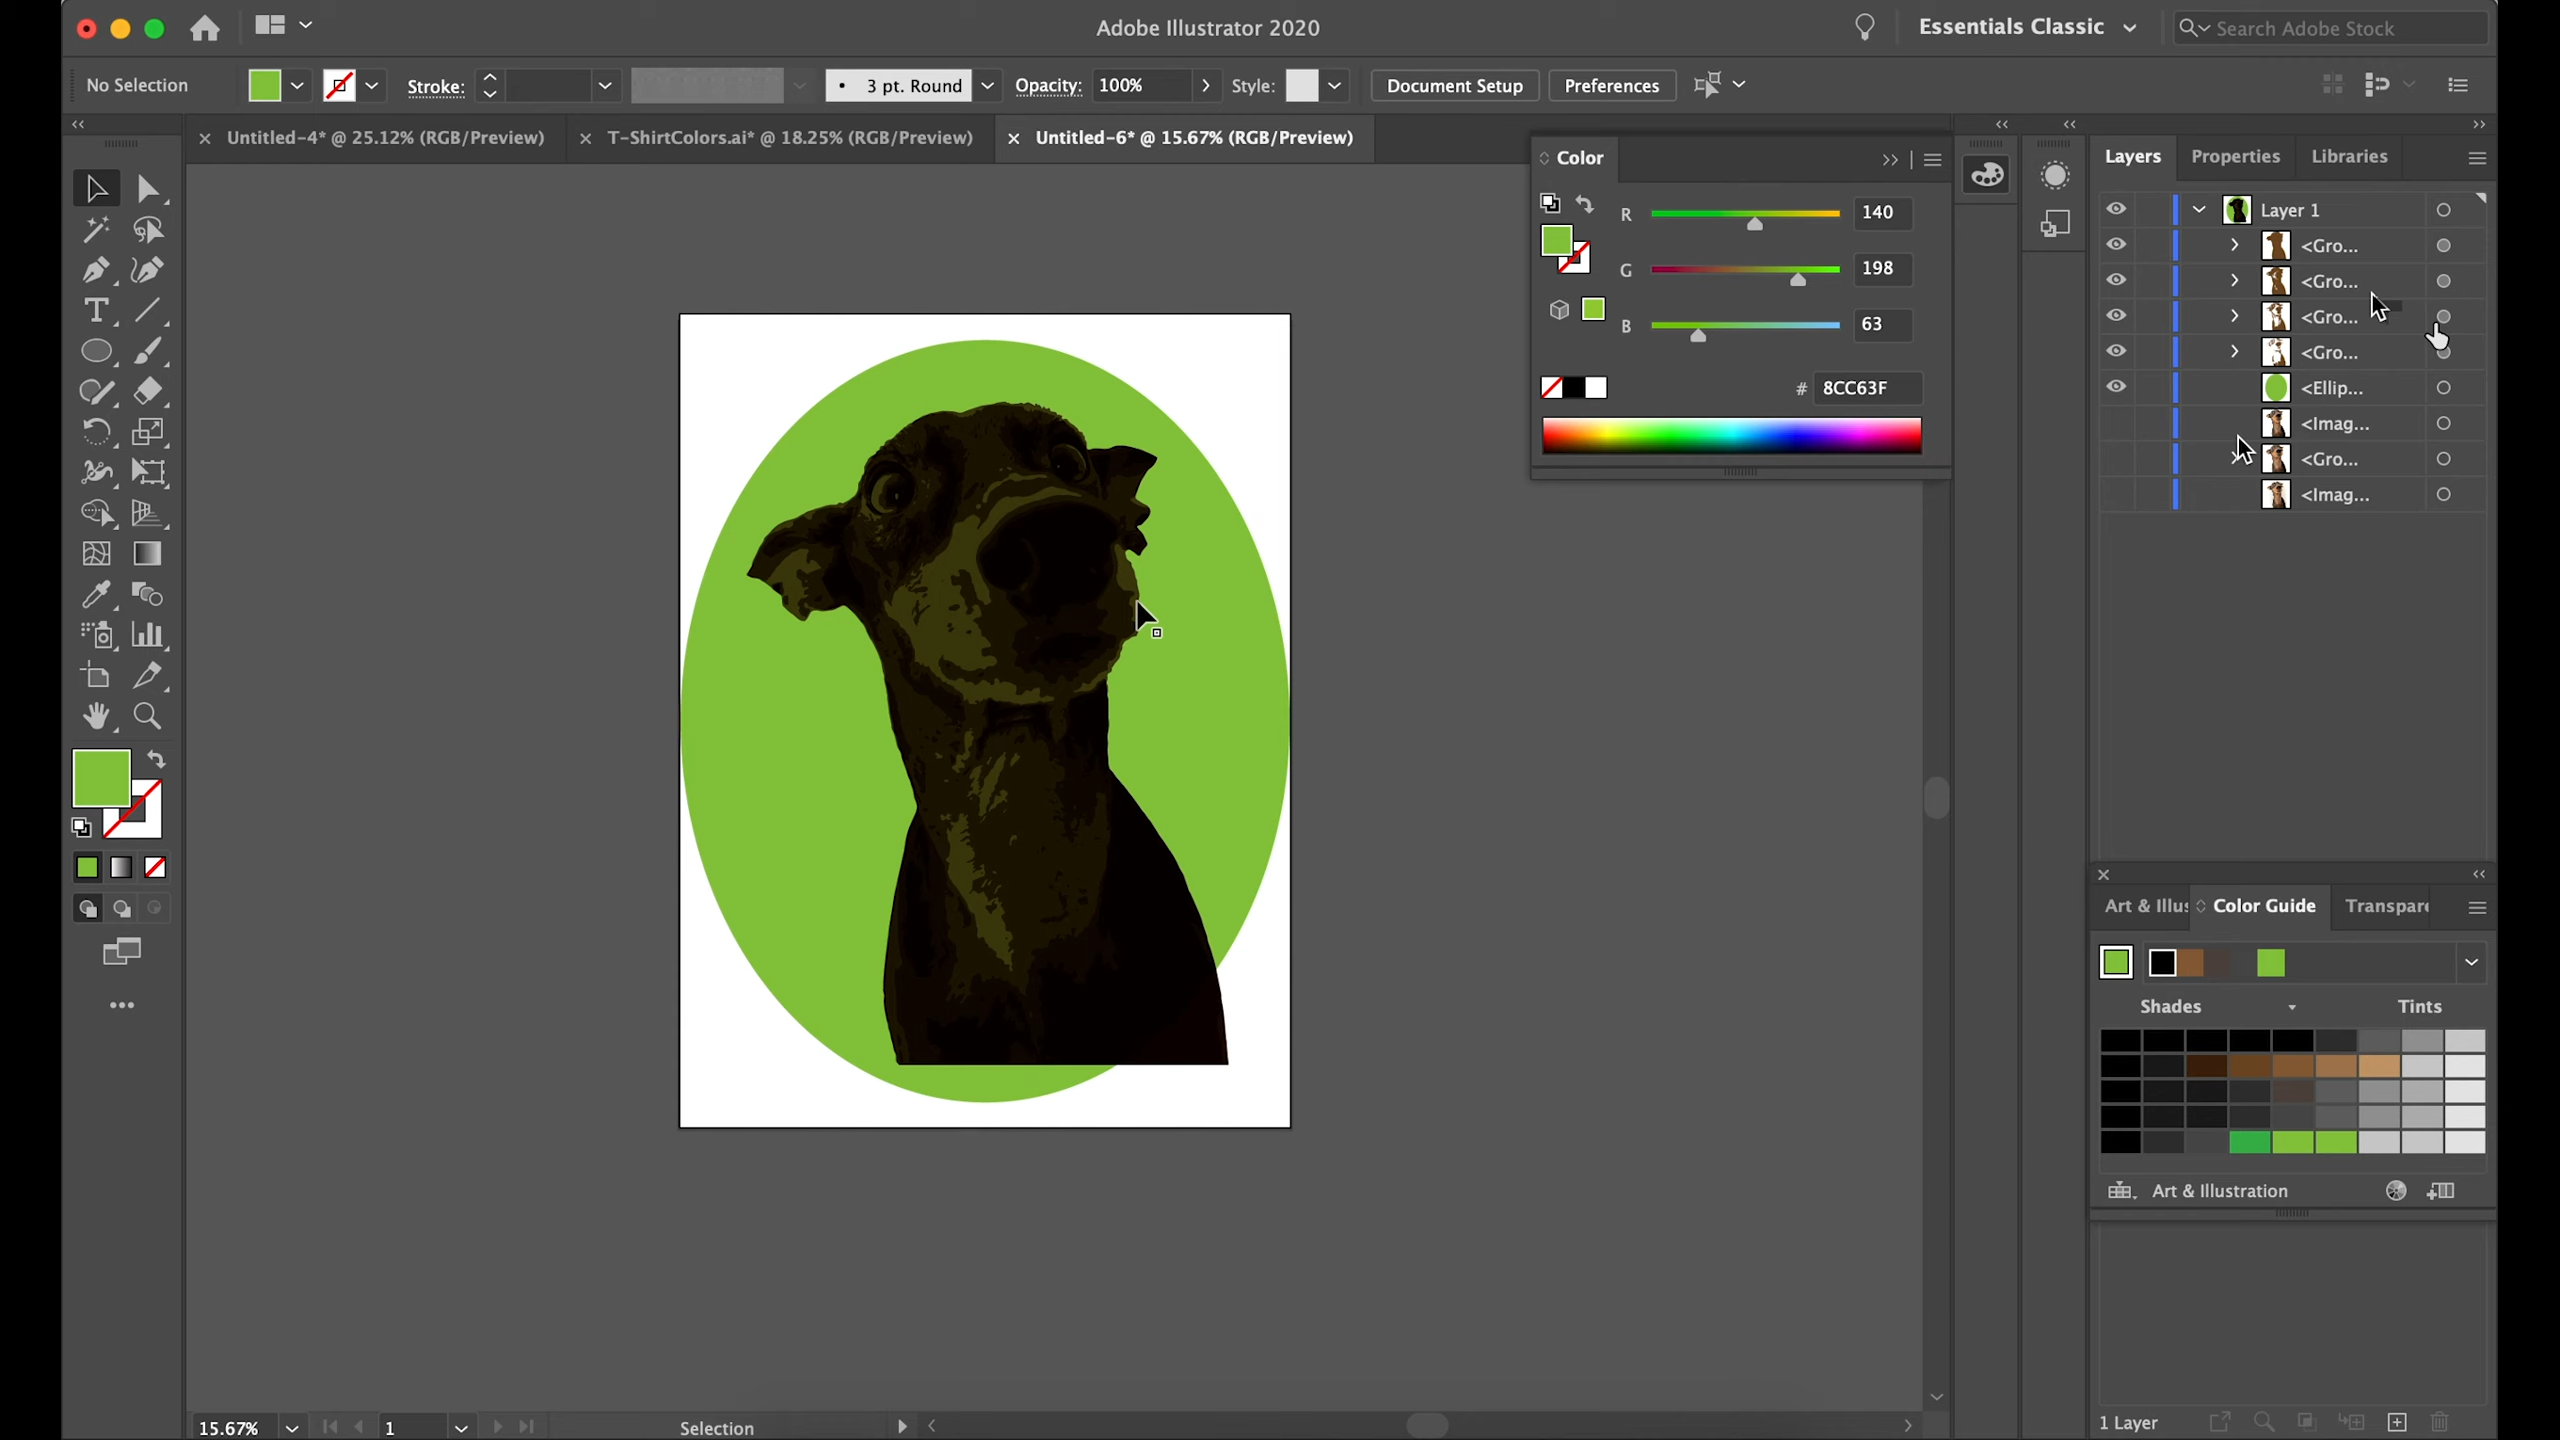 Adobe Illustrator 2020
Essentials Classic
Search Adobe Stock
No Selection
Stroke:
3 pt. Round
Opacity:
100%
Style:
Document Setup
Preferences
Untitled-4* @ 25.12% (RGB/Preview)
T-ShirtColors.ai* @ 18.25% (RGB/Preview)
Untitled-6* @ 15.67% (RGB/Preview)
Color
R
140
G
198
B
63
# 8CC63F
Layers
Properties
Libraries
Layer 1
<Gro...
<Gro...
<Gro...
<Gro...
<Ellip...
<Imag...
<Gro...
<Imag...
Art & Illus
Color Guide
Transpare
Shades
Tints
Art & Illustration
1 Layer
15.67%
1
Selection